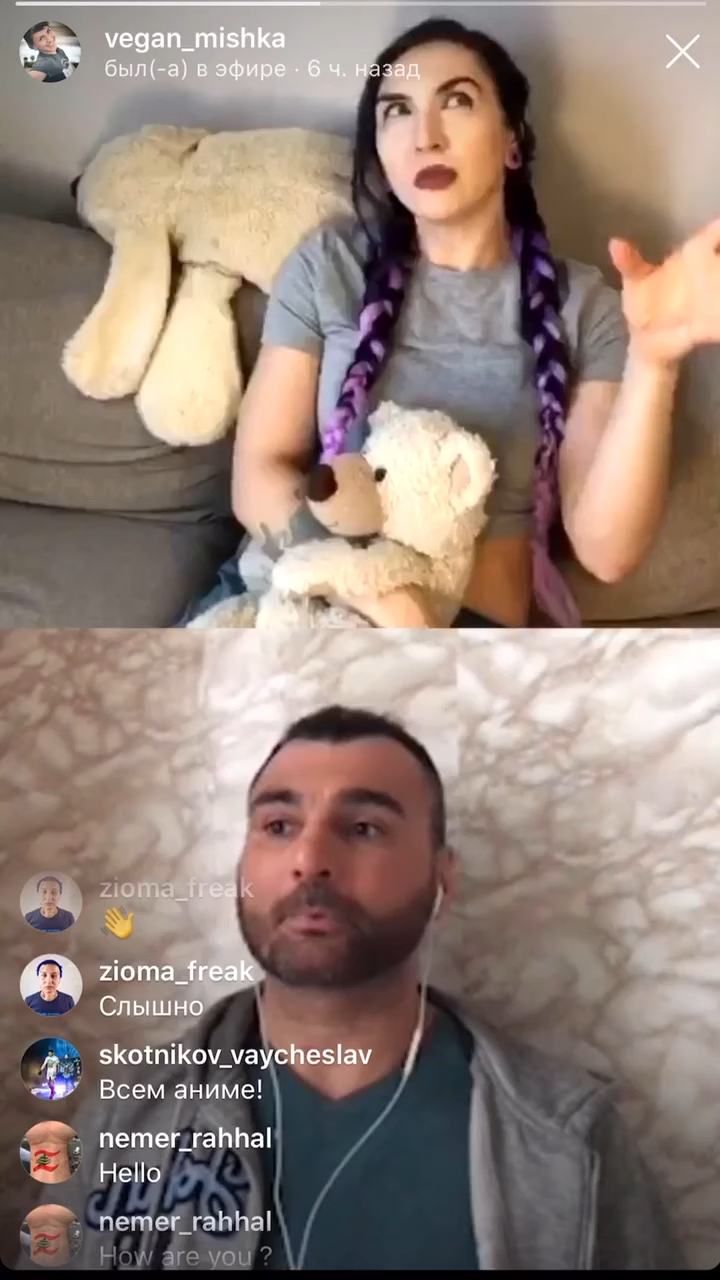 vegan_mishka
был(-а) в эфире · 6 ч. назад
zioma_freak
👋
zioma_freak
Слышно
skotnikov_vaycheslav
Всем аниме!
nemer_rahhal
Hello
nemer_rahhal
How are you ?